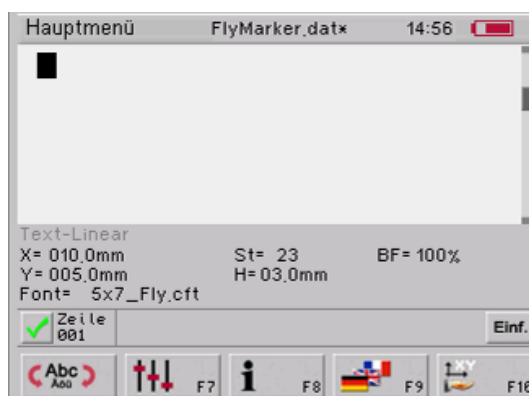 Hauptmenü FlyMarker.dat* 14:56
Text-Linear
X= 010.0mm St= 23 BF= 100%
Y= 005.0mm H= 03.0mm
Font= 5x7_Fly.cft
Zeile
001
Einf.
Abc
Äöü
F7
F8
F9
XY
F10